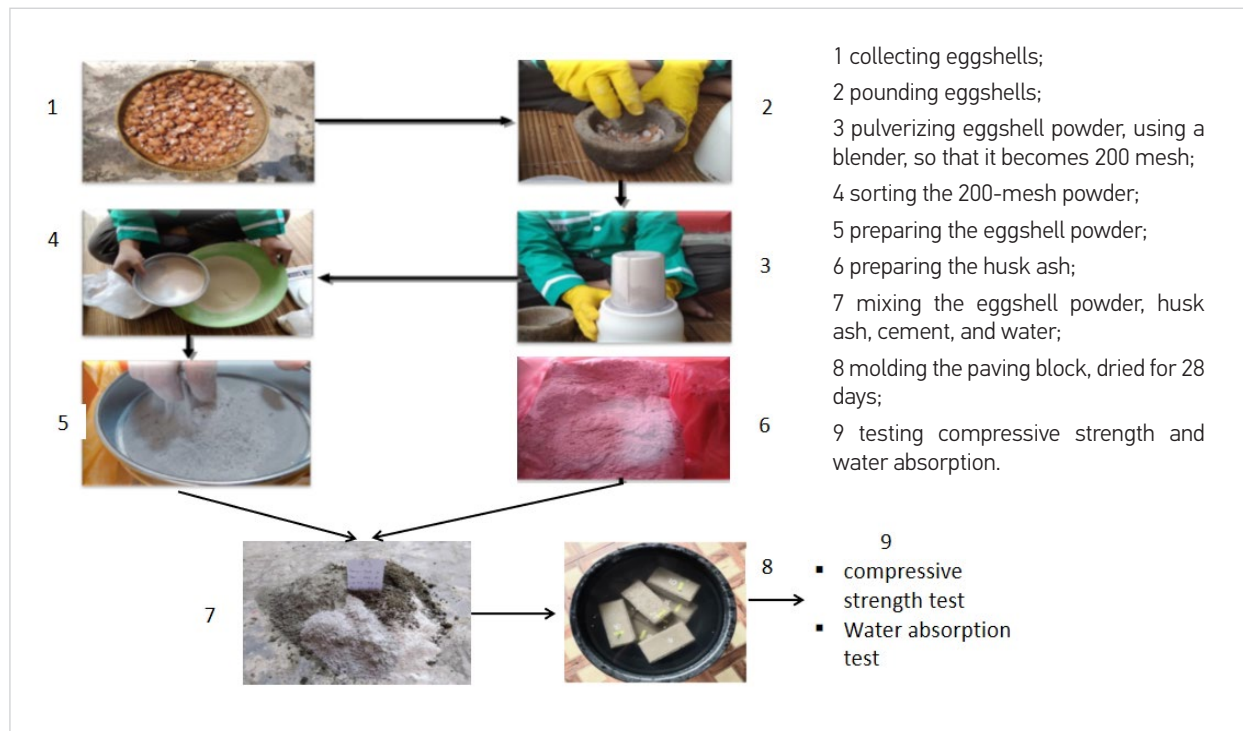 1
2
3
4
5
6
7
8
9
▪ compressive
strength test
▪ Water absorption
test
1 collecting eggshells;
2 pounding eggshells;
3 pulverizing eggshell powder, using a
blender, so that it becomes 200 mesh;
4 sorting the 200-mesh powder;
5 preparing the eggshell powder;
6 preparing the husk ash;
7 mixing the eggshell powder, husk
ash, cement, and water;
8 molding the paving block, dried for 28
days;
9 testing compressive strength and
water absorption.